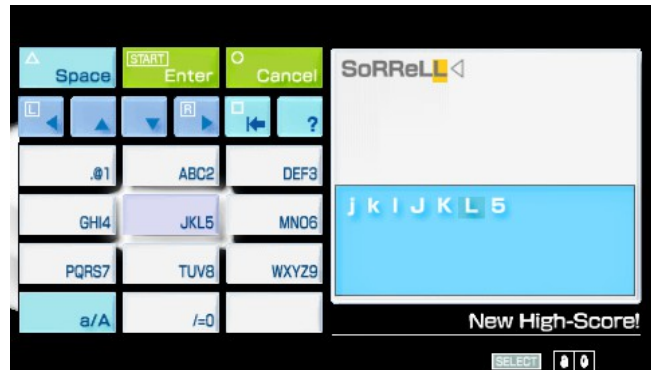 △ Space
START Enter
○ Cancel
L
R
?
.@1
ABC2
DEF3
GHI4
JKL5
MNO6
PQRS7
TUV8
WXYZ9
a/A
/=0
SoRReLL
j k l J K L 5
New High-Score!
SELECT